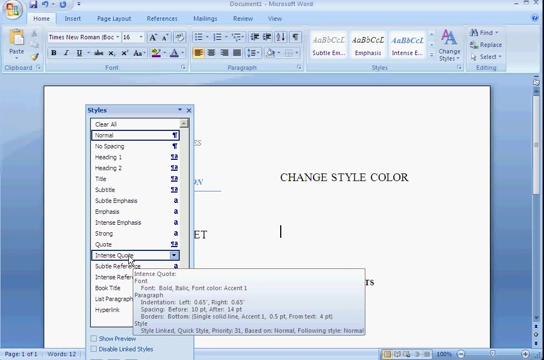 Document1 - Microsoft Word
Home
Insert
Page Layout
References
Mailings
Review
View
Paste
Clipboard
Times New Roman (Boc
16
Font
Paragraph
AaBbCcL
AaBbCcL
AaBbCcL
Subtle Em...
Emphasis
Intense E...
Change
Styles
Styles
Find
Replace
Select
Editing
Styles
Clear All
Normal
No Spacing
Heading 1
Heading 2
Title
Subtitle
Subtle Emphasis
Emphasis
Intense Emphasis
Strong
Quote
Intense Quote
Subtle Reference
Intense Refer
Book Title
List Paragraph
Hyperlink
Show Preview
Disable Linked Styles
ES
ON
ET
CHANGE STYLE COLOR
TS
Intense Quote:
Font
Font: Bold, Italic, Font color: Accent 1
Paragraph
Indentation: Left: 0.65", Right: 0.65"
Spacing: Before: 10 pt, After: 14 pt
Borders: Bottom: (Single solid line, Accent 1, 0.5 pt, From text: 4 pt)
Style
Style Linked, Quick Style, Priority: 31, Based on: Normal, Following style: Normal
Page: 1 of 1
Words: 12
100%